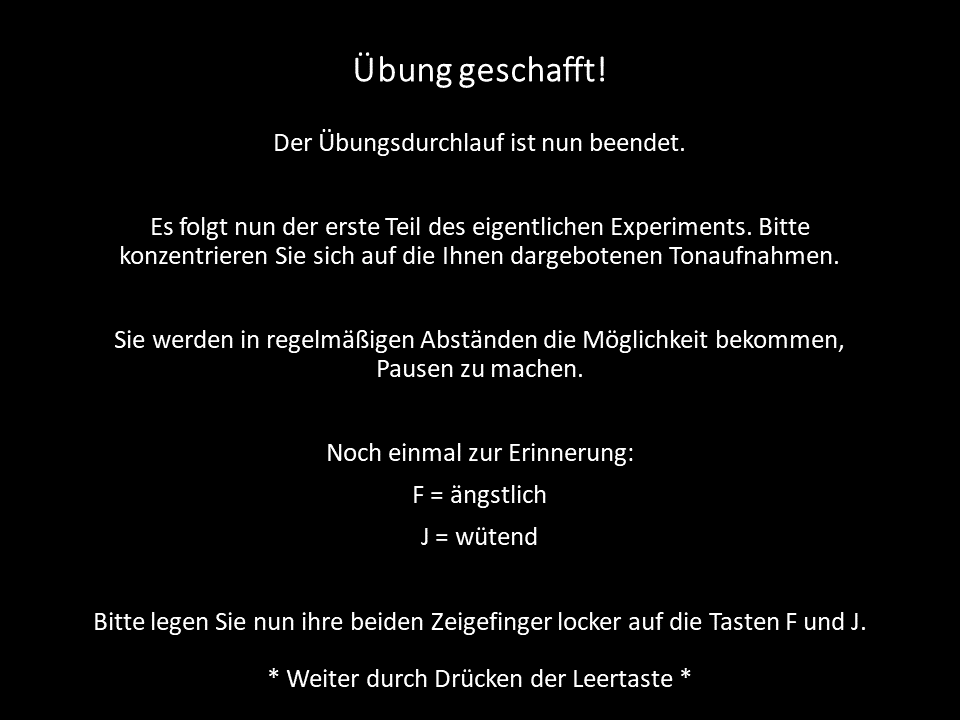 Übung geschafft!
Der Übungsdurchlauf ist nun beendet.
Es folgt nun der erste Teil des eigentlichen Experiments. Bitte
konzentrieren Sie sich auf die Ihnen dargebotenen Tonaufnahmen.
Sie werden in regelmäßigen Abständen die Möglichkeit bekommen,
Pausen zu machen.
Noch einmal zur Erinnerung:
F = ängstlich
J = wütend
Bitte legen Sie nun ihre beiden Zeigefinger locker auf die Tasten F und J.
* Weiter durch Drücken der Leertaste *